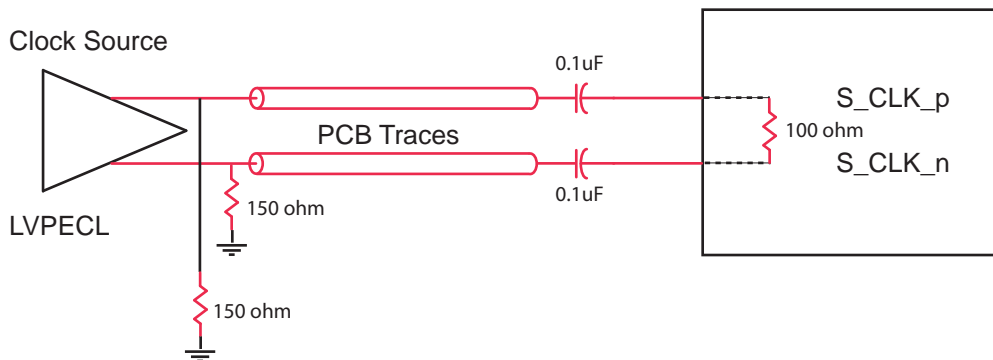 Clock Source
0.1uF
S_CLK_p
100 ohm
PCB Traces
S_CLK_n
0.1uF
150 ohm
LVPECL
150 ohm